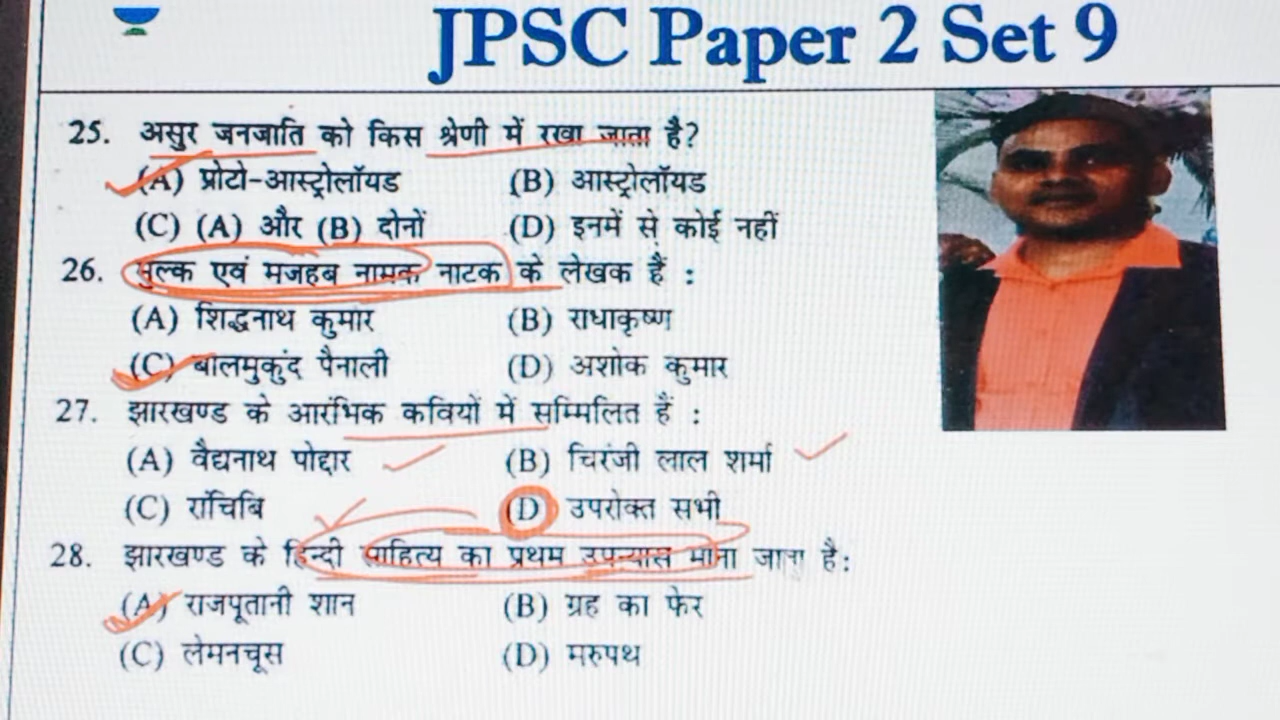 JPSC Paper 2 Set 9
25. असुर जनजाति को किस श्रेणी में रखा जाता है?
(A) प्रोटो-आस्ट्रोलॉयड (B) आस्ट्रोलॉयड
(C) (A) और (B) दोनों (D) इनमें से कोई नहीं
26. मुल्क एवं मजहब नामक नाटक के लेखक हैं :
(A) शिद्धनाथ कुमार (B) राधाकृष्ण
(C) बालमुकुंद पैनाली (D) अशोक कुमार
27. झारखण्ड के आरंभिक कवियों में सम्मिलित हैं :
(A) वैद्यनाथ पोद्दार (B) चिरंजी लाल शर्मा
(C) रांचिबि (D) उपरोक्त सभी
28. झारखण्ड के हिन्दी साहित्य का प्रथम उपन्यास माना जाता है:
(A) राजपूतानी शान (B) ग्रह का फेर
(C) लेमनचूस (D) मरुपथ